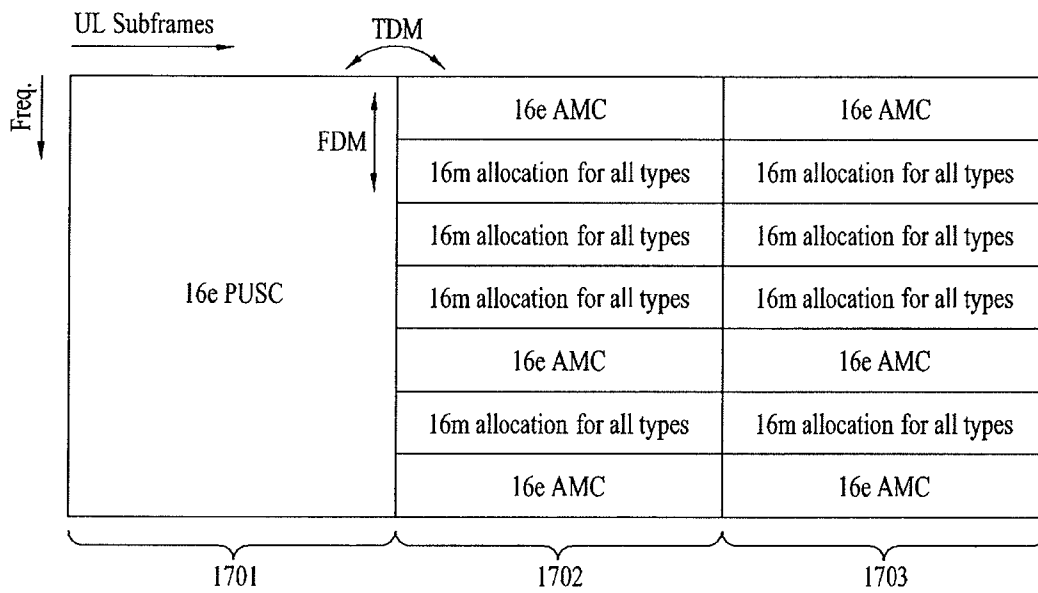 UL Subframes
TDM
Freq.
FDM
16e PUSC
16e AMC
16e AMC
16m allocation for all types
16m allocation for all types
16m allocation for all types
16m allocation for all types
16m allocation for all types
16m allocation for all types
16e AMC
16e AMC
16m allocation for all types
16m allocation for all types
16e AMC
16e AMC
1701
1702
1703